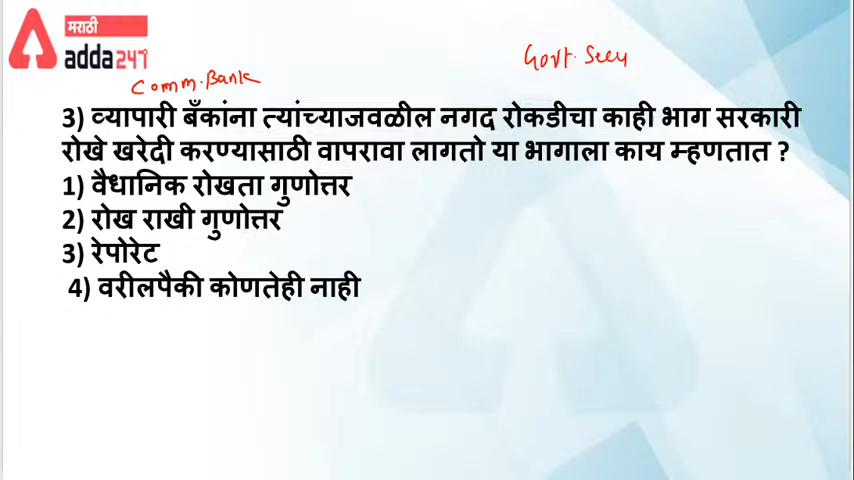 मराठी
adda247
Comm.Bank
Govt. Secu
3) व्यापारी बँकांना त्यांच्याजवळील नगद रोकडीचा काही भाग सरकारी
रोखे खरेदी करण्यासाठी वापरावा लागतो या भागाला काय म्हणतात ?
1) वैधानिक रोखता गुणोत्तर
2) रोख राखी गुणोत्तर
3) रेपोरेट
4) वरीलपैकी कोणतेही नाही